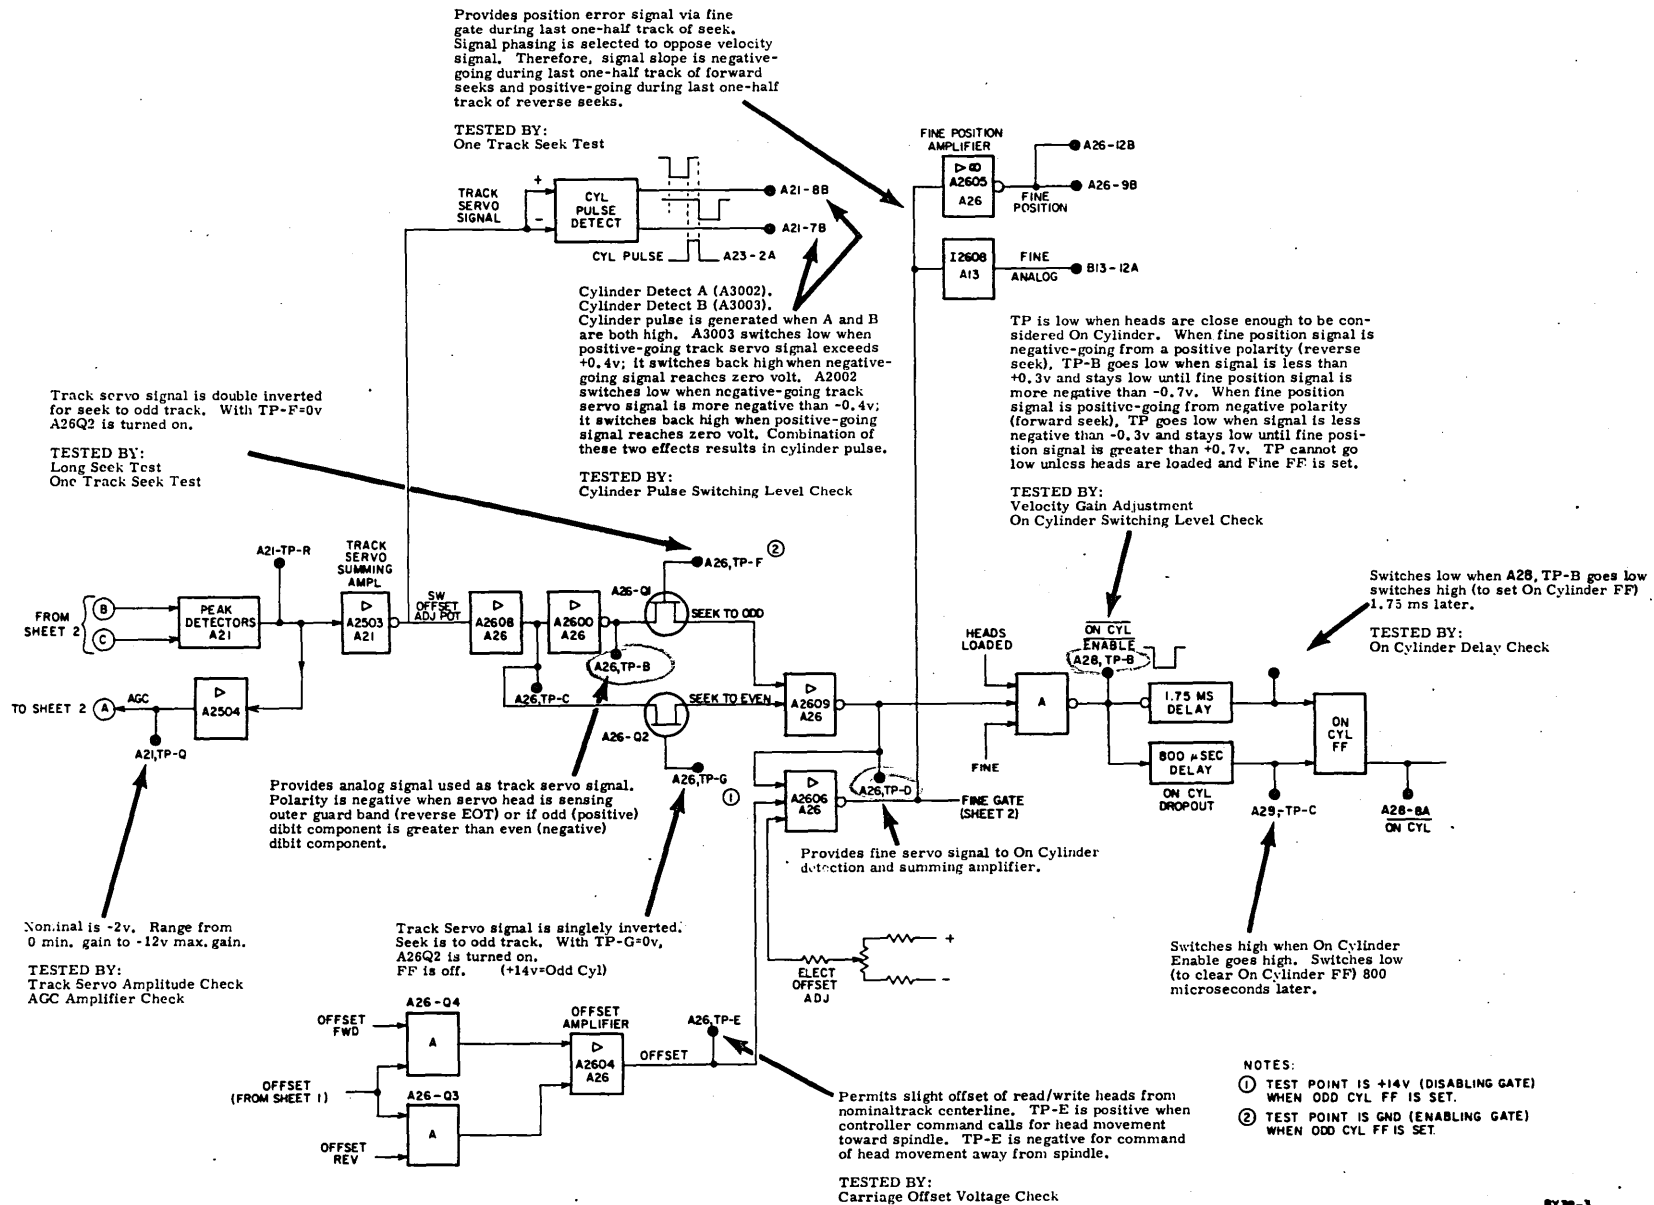 Provides position error signal via fine
gate during last one-half track of seek.
Signal phasing is selected to oppose velocity
signal. Therefore, signal slope is negative-
going during last one-half track of forward
seeks and positive-going during last one-half
track of reverse seeks.
TESTED BY:
One Track Seek Test
FINE POSITION
AMPLIFIER
A2605
A26
A26-12B
A26-9B
FINE
POSITION
TRACK
SERVO
SIGNAL
+
-
CYL
PULSE
DETECT
A21-8B
A21-7B
CYL PULSE
A23-2A
I2608
A13
FINE
ANALOG
B13-12A
Cylinder Detect A (A3002).
Cylinder Detect B (A3003).
Cylinder pulse is generated when A and B
are both high. A3003 switches low when
positive-going track servo signal exceeds
+0.4v; it switches back high when negative-
going signal reaches zero volt. A2002
switches low when negative-going track
servo signal is more negative than -0.4v;
it switches back high when positive-going
signal reaches zero volt. Combination of
these two effects results in cylinder pulse.
TESTED BY:
Cylinder Pulse Switching Level Check
TP is low when heads are close enough to be con-
sidered On Cylinder. When fine position signal is
negative-going from a positive polarity (reverse
seek), TP-B goes low when signal is less than
+0.3v and stays low until fine position signal is
more negative than -0.7v. When fine position
signal is positive-going from negative polarity
(forward seek), TP goes low when signal is less
negative than -0.3v and stays low until fine posi-
tion signal is greater than +0.7v. TP cannot go
low unless heads are loaded and Fine FF is set.
TESTED BY:
Velocity Gain Adjustment
On Cylinder Switching Level Check
Track servo signal is double inverted
for seek to odd track. With TP-F=0v
A26Q2 is turned on.
TESTED BY:
Long Seek Test
One Track Seek Test
A21-TP-R
TRACK
SERVO
SUMMING
AMPL
A26,TP-F
2
Switches low when A28, TP-B goes low
switches high (to set On Cylinder FF)
1.75 ms later.
TESTED BY:
On Cylinder Delay Check
FROM
SHEET 2
B
C
PEAK
DETECTORS
A21
A2503
A21
SW
OFFSET
ADJ POT
A2608
A26
A2600
A26
A26-Q1
SEEK TO ODD
A26,TP-B
A26,TP-C
SEEK TO EVEN
A26-Q2
A26,TP-G
1
A2609
A26
HEADS
LOADED
A
FINE
ON CYL
ENABLE
A28, TP-B
1.75 MS
DELAY
800 μSEC
DELAY
ON CYL
DROPOUT
ON
CYL
FF
A29,-TP-C
A28-8A
ON CYL
TO SHEET 2
A
AGC
A2504
A21,TP-Q
A2606
A26
A26,TP-D
FINE GATE
(SHEET 2)
Provides analog signal used as track servo signal.
Polarity is negative when servo head is sensing
outer guard band (reverse EOT) or if odd (positive)
dibit component is greater than even (negative)
dibit component.
Provides fine servo signal to On Cylinder
detection and summing amplifier.
Nominal is -2v. Range from
0 min. gain to -12v max. gain.
TESTED BY:
Track Servo Amplitude Check
AGC Amplifier Check
Track Servo signal is singlely inverted.
Seek is to odd track. With TP-G=0v,
A26Q2 is turned on.
FF is off. (+14v=Odd Cyl)
ELECT
OFFSET
ADJ
+
-
Switches high when On Cylinder
Enable goes high. Switches low
(to clear On Cylinder FF) 800
microseconds later.
A26-Q4
OFFSET
FWD
A
OFFSET
(FROM SHEET 1)
A26-Q3
A
OFFSET
REV
OFFSET
AMPLIFIER
A2604
A26
OFFSET
A26,TP-E
Permits slight offset of read/write heads from
nominaltrack centerline. TP-E is positive when
controller command calls for head movement
toward spindle. TP-E is negative for command
of head movement away from spindle.
TESTED BY:
Carriage Offset Voltage Check
NOTES:
1 TEST POINT IS +14V (DISABLING GATE)
WHEN ODD CYL FF IS SET.
2 TEST POINT IS GND (ENABLING GATE)
WHEN ODD CYL FF IS SET.